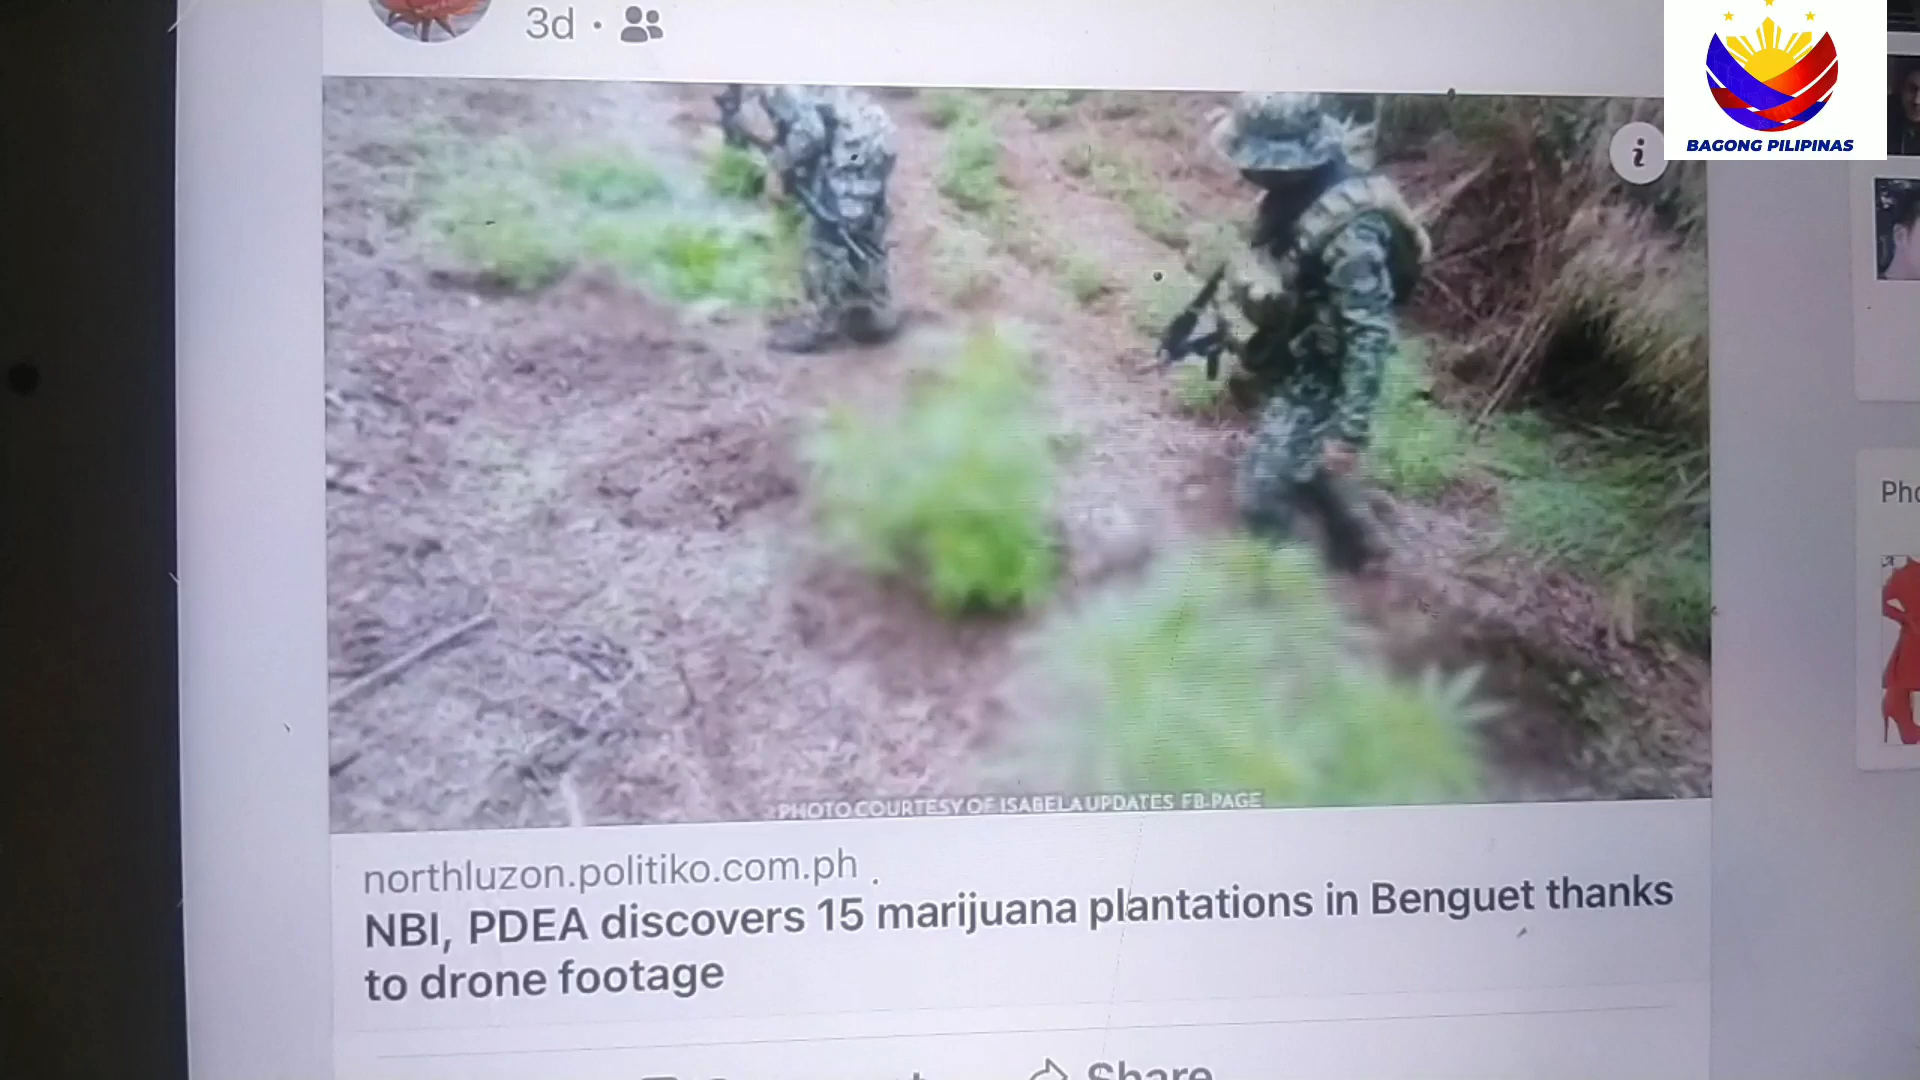 3d ·
BAGONG PILIPINAS
i
PHOTO COURTESY OF ISABELA UPDATES FB-PAGE
northluzon.politiko.com.ph
NBI, PDEA discovers 15 marijuana plantations in Benguet thanks
to drone footage
Share